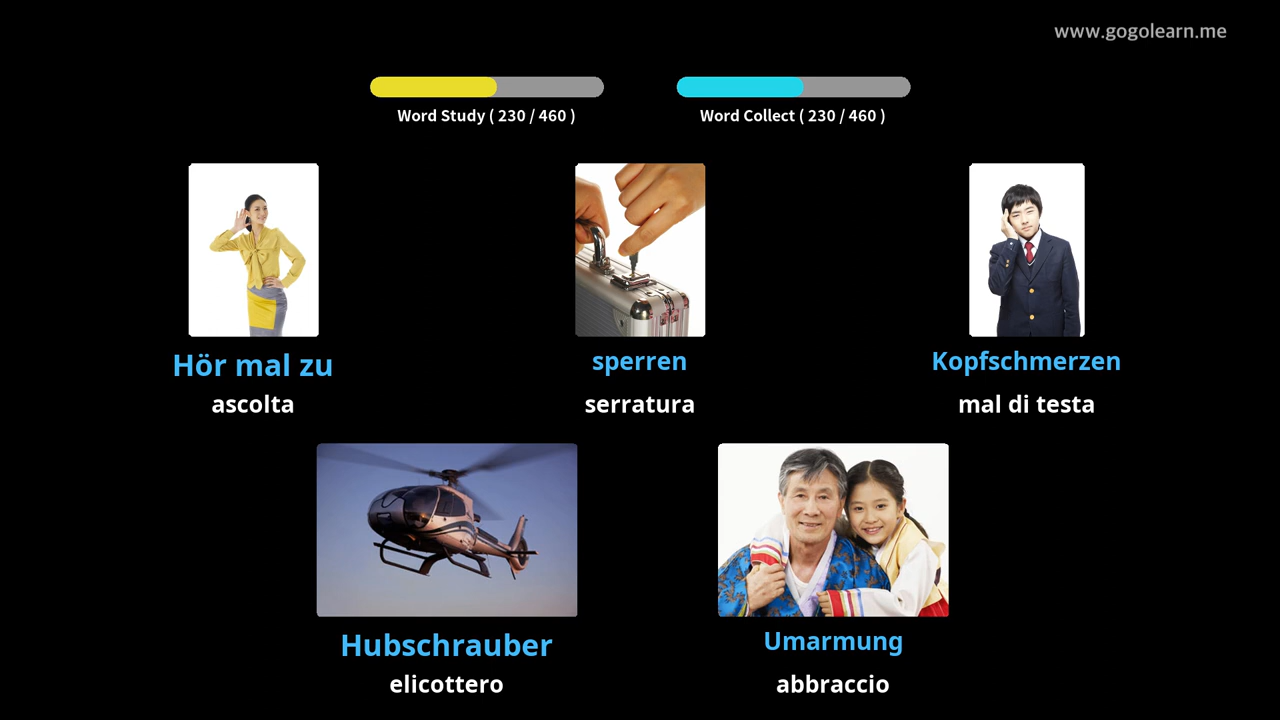 www.gogolearn.me
Word Study ( 230 / 460 )
Word Collect ( 230 / 460 )
Hör mal zu
ascolta
sperren
serratura
Kopfschmerzen
mal di testa
Hubschrauber
elicottero
Umarmung
abbraccio